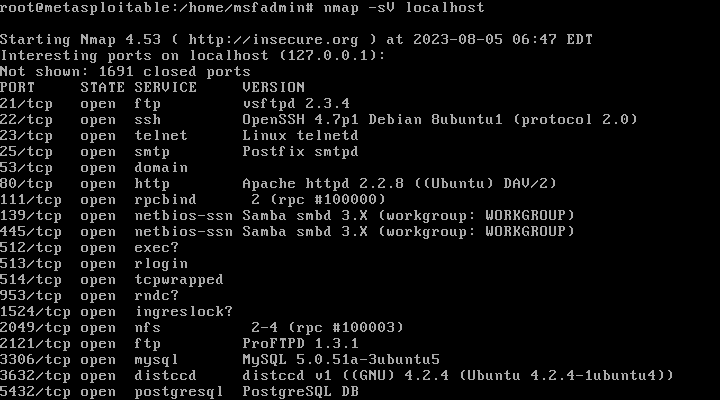 root@metasploitable:/home/msfadmin# nmap -sV localhost
Starting Nmap 4.53 ( http://insecure.org ) at 2023-08-05 06:47 EDT
Interesting ports on localhost (127.0.0.1):
Not shown: 1691 closed ports
PORT     STATE SERVICE     VERSION
21/tcp   open  ftp         vsftpd 2.3.4
22/tcp   open  ssh         OpenSSH 4.7p1 Debian 8ubuntu1 (protocol 2.0)
23/tcp   open  telnet      Linux telnetd
25/tcp   open  smtp        Postfix smtpd
53/tcp   open  domain
80/tcp   open  http        Apache httpd 2.2.8 ((Ubuntu) DAV/2)
111/tcp  open  rpcbind      2 (rpc #100000)
139/tcp  open  netbios-ssn Samba smbd 3.X (workgroup: WORKGROUP)
445/tcp  open  netbios-ssn Samba smbd 3.X (workgroup: WORKGROUP)
512/tcp  open  exec?
513/tcp  open  rlogin
514/tcp  open  tcpwrapped
953/tcp  open  rndc?
1524/tcp open  ingreslock?
2049/tcp open  nfs          2-4 (rpc #100003)
2121/tcp open  ftp         ProFTPD 1.3.1
3306/tcp open  mysql       MySQL 5.0.51a-3ubuntu5
3632/tcp open  distccd     distccd v1 ((GNU) 4.2.4 (Ubuntu 4.2.4-1ubuntu4))
5432/tcp open  postgresql  PostgreSQL DB